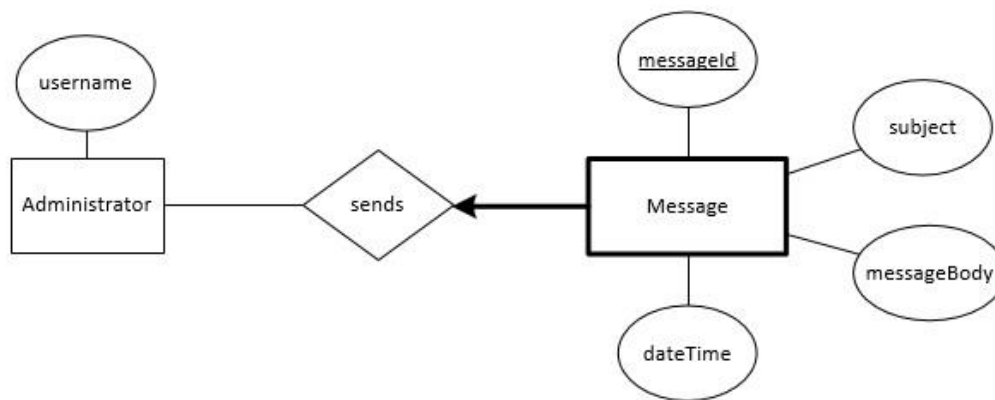 messageId
username
subject
Administrator
sends
Message
messageBody
dateTime